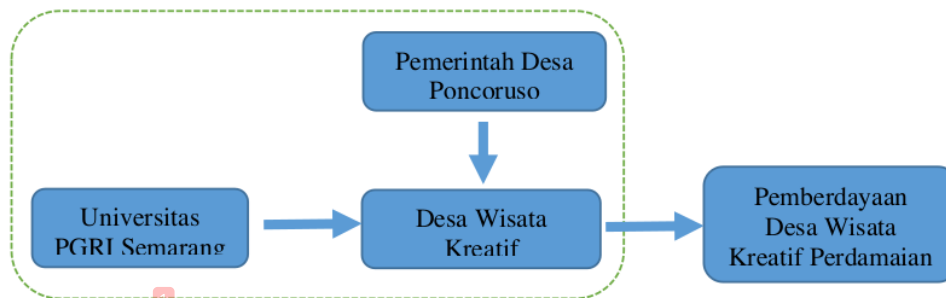 Pemerintah Desa
Poncoruso
Universitas
PGRI Semarang
Desa Wisata
Kreatif
Pemberdayaan
Desa Wisata
Kreatif Perdamaian